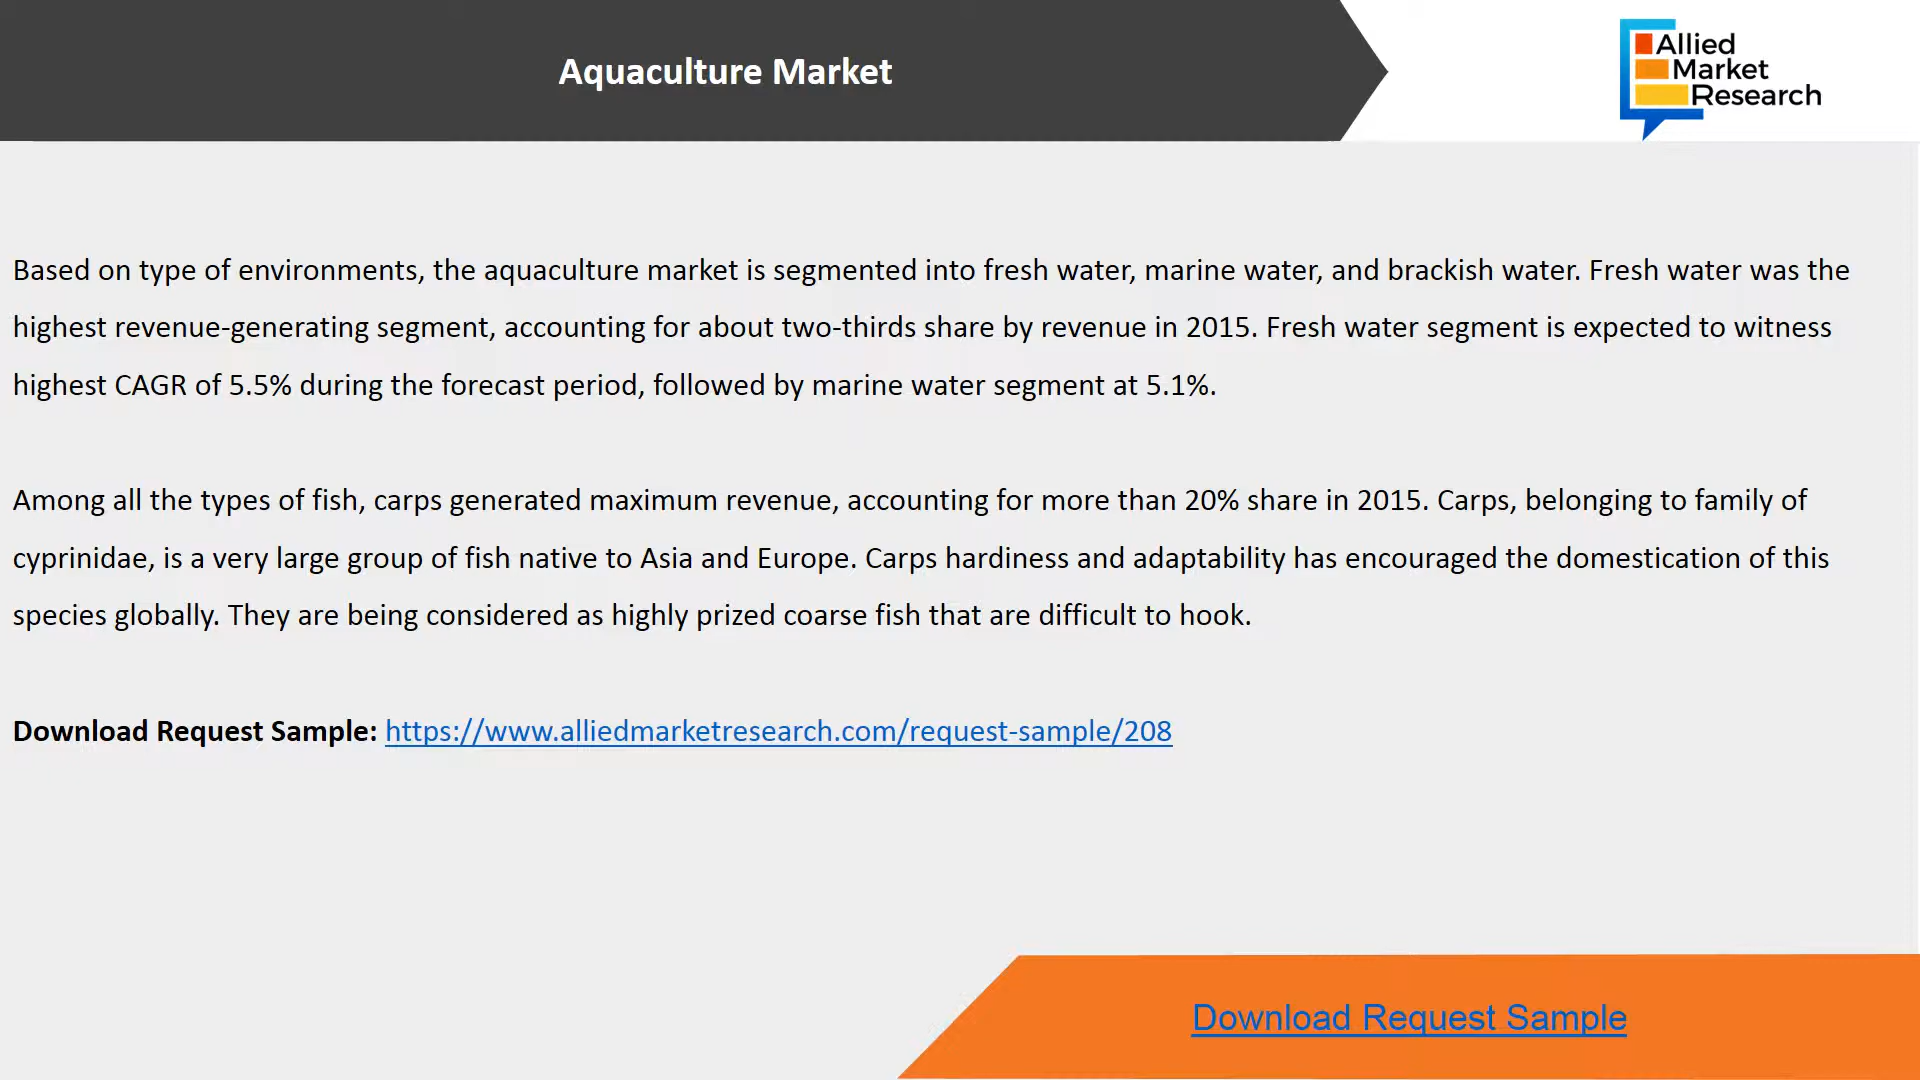 Aquaculture Market
Allied
Market
Research
Based on type of environments, the aquaculture market is segmented into fresh water, marine water, and brackish water. Fresh water was the
highest revenue-generating segment, accounting for about two-thirds share by revenue in 2015. Fresh water segment is expected to witness
highest CAGR of 5.5% during the forecast period, followed by marine water segment at 5.1%.
Among all the types of fish, carps generated maximum revenue, accounting for more than 20% share in 2015. Carps, belonging to family of
cyprinidae, is a very large group of fish native to Asia and Europe. Carps hardiness and adaptability has encouraged the domestication of this
species globally. They are being considered as highly prized coarse fish that are difficult to hook.
Download Request Sample: https://www.alliedmarketresearch.com/request-sample/208
Download Request Sample